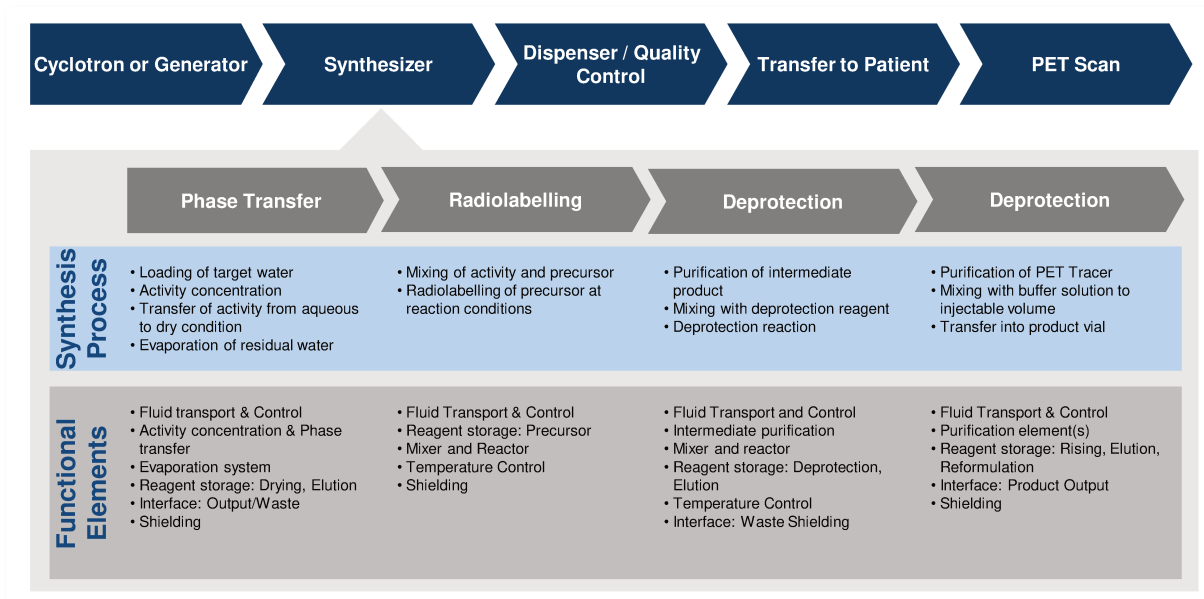 Cyclotron or Generator
Synthesizer
Dispenser / Quality
Control
Transfer to Patient
PET Scan
Phase Transfer
Radiolabelling
Deprotection
Deprotection
Synthesis
Process
• Loading of target water
• Activity concentration
• Transfer of activity from aqueous
to dry condition
• Evaporation of residual water
• Mixing of activity and precursor
• Radiolabelling of precursor at
reaction conditions
• Purification of intermediate
product
• Mixing with deprotection reagent
• Deprotection reaction
• Purification of PET Tracer
• Mixing with buffer solution to
injectable volume
• Transfer into product vial
Functional
Elements
• Fluid transport & Control
• Activity concentration & Phase
transfer
• Evaporation system
• Reagent storage: Drying, Elution
• Interface: Output/Waste
• Shielding
• Fluid Transport & Control
• Reagent storage: Precursor
• Mixer and Reactor
• Temperature Control
• Shielding
• Fluid Transport and Control
• Intermediate purification
• Mixer and reactor
• Reagent storage: Deprotection,
Elution
• Temperature Control
• Interface: Waste Shielding
• Fluid Transport & Control
• Purification element(s)
• Reagent storage: Rising, Elution,
Reformulation
• Interface: Product Output
• Shielding